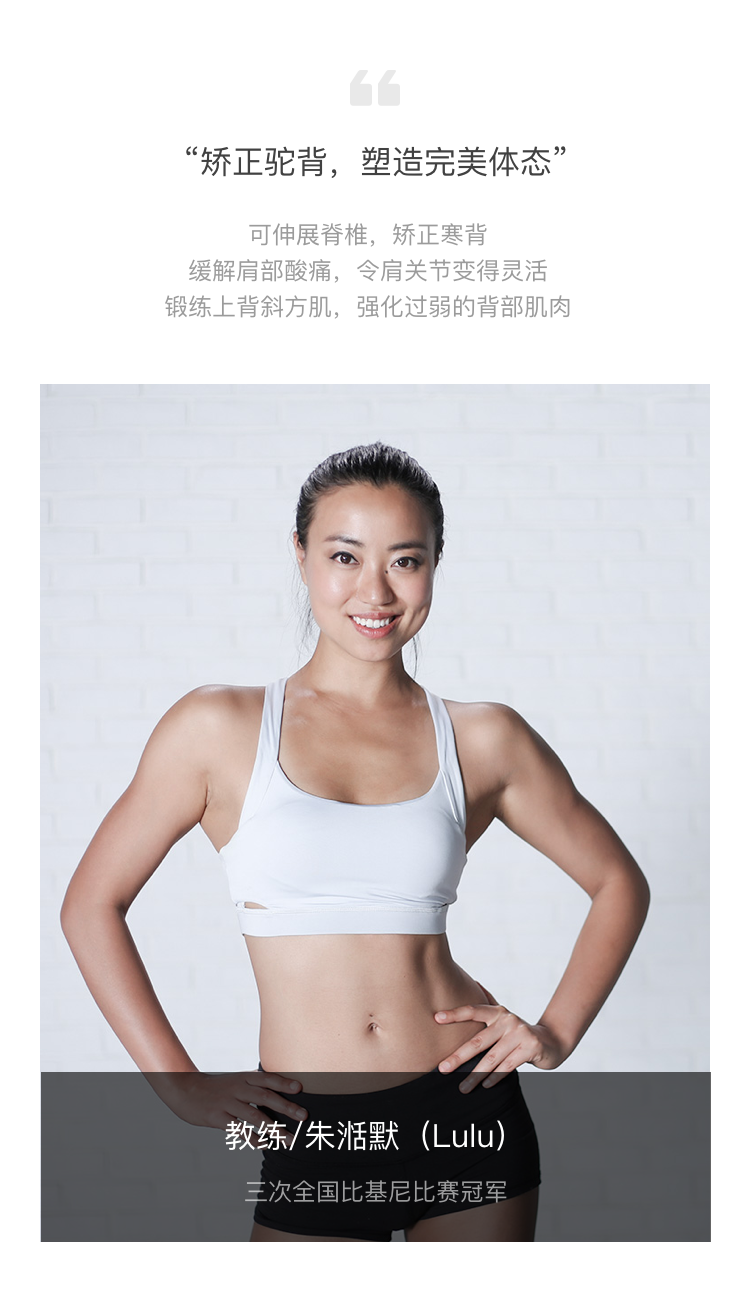 “矫正驼背，塑造完美体态”
可伸展脊椎，矫正寒背
缓解肩部酸痛，令肩关节变得灵活
锻练上背斜方肌，强化过弱的背部肌肉
教练/朱湉默（Lulu）
三次全国比基尼比赛冠军